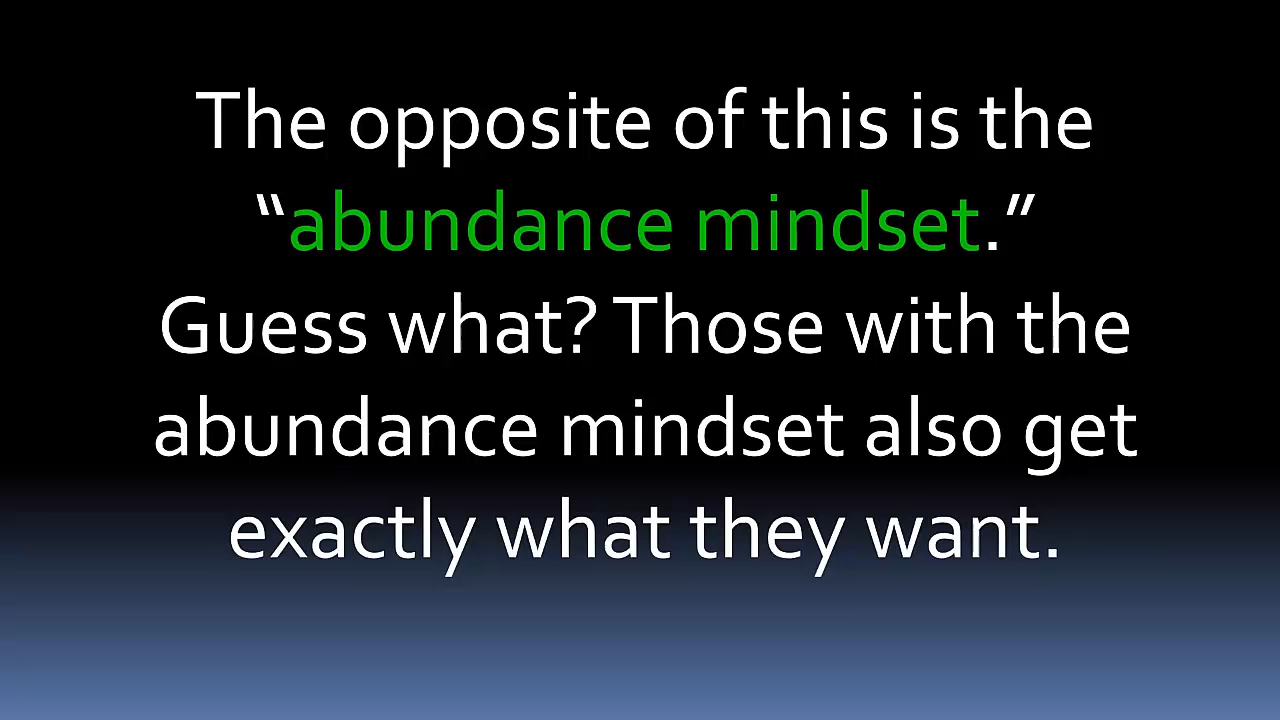 The opposite of this is the
“abundance mindset.”
Guess what? Those with the
abundance mindset also get
exactly what they want.